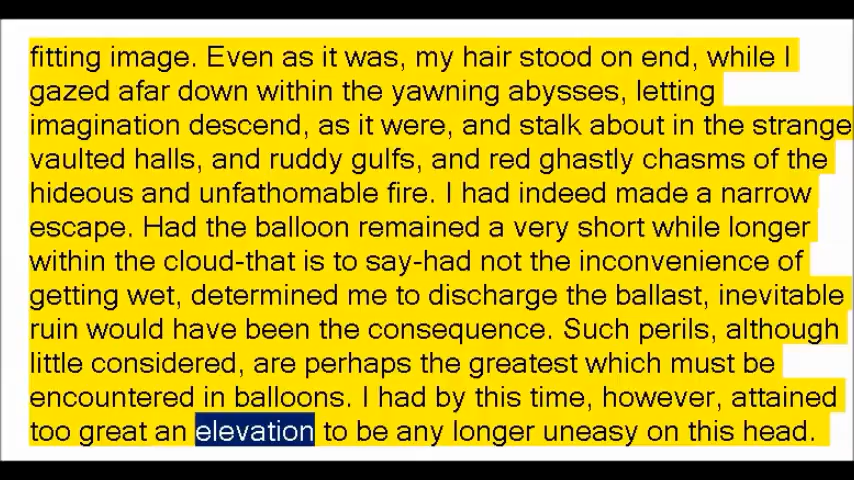 fitting image. Even as it was, my hair stood on end, while I
gazed afar down within the yawning abysses, letting
imagination descend, as it were, and stalk about in the strange
vaulted halls, and ruddy gulfs, and red ghastly chasms of the
hideous and unfathomable fire. I had indeed made a narrow
escape. Had the balloon remained a very short while longer
within the cloud-that is to say-had not the inconvenience of
getting wet, determined me to discharge the ballast, inevitable
ruin would have been the consequence. Such perils, although
little considered, are perhaps the greatest which must be
encountered in balloons. I had by this time, however, attained
too great an elevation to be any longer uneasy on this head.